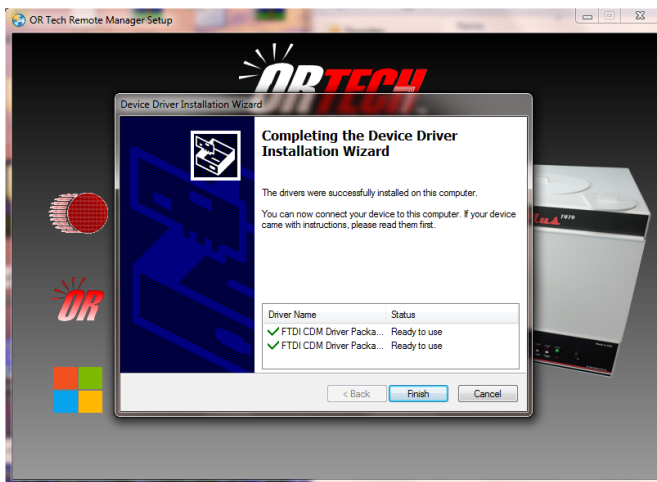 OR Tech Remote Manager Setup
ORTECH
Device Driver Installation Wizard
Completing the Device Driver
Installation Wizard
The drivers were successfully installed on this computer.
You can now connect your device to this computer. If your device
came with instructions, please read them first.
Driver Name Status
FTDI CDM Driver Packa... Ready to use
FTDI CDM Driver Packa... Ready to use
< Back Finish Cancel
OR